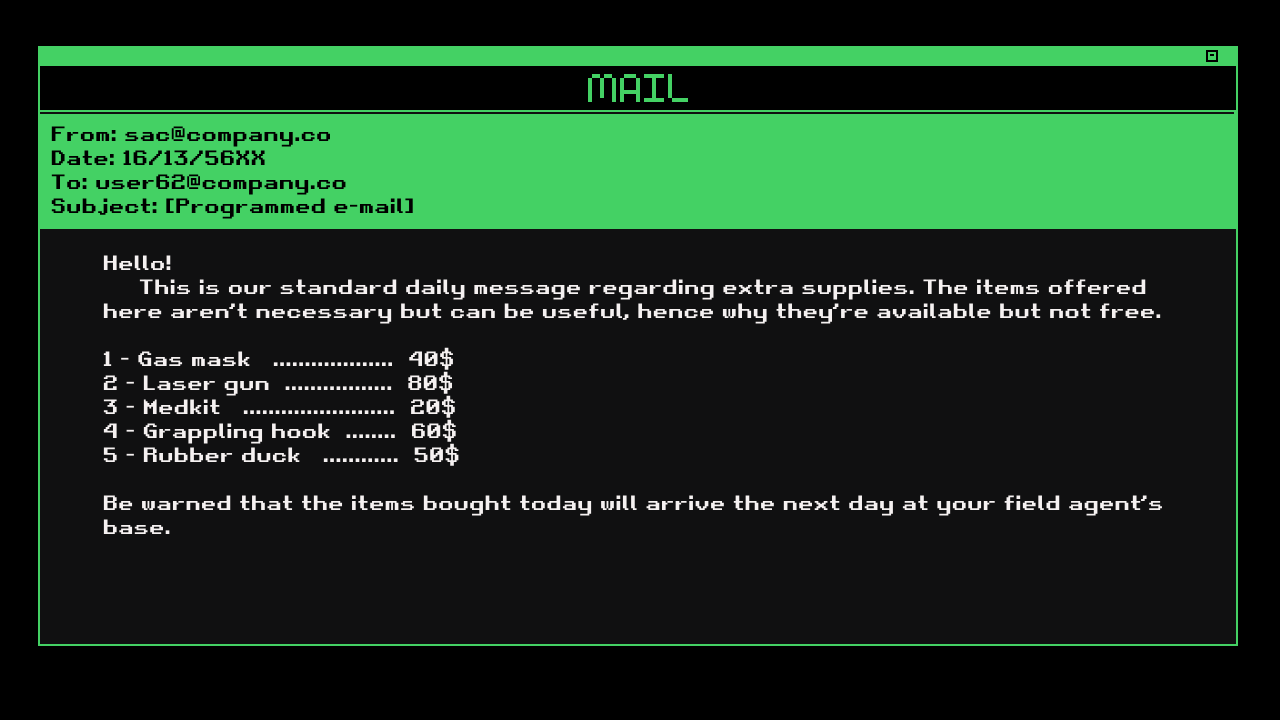 MAIL
From: sac@company.co
Date: 16/13/56XX
To: user62@company.co
Subject: [Programmed e-mail]
Hello!
This is our standard daily message regarding extra supplies. The items offered
here aren't necessary but can be useful, hence why they're available but not free.
1 - Gas mask ................... 40$
2 - Laser gun ................. 80$
3 - Medkit ........................ 20$
4 - Grappling hook ........ 60$
5 - Rubber duck ............ 50$
Be warned that the items bought today will arrive the next day at your field agent's
base.